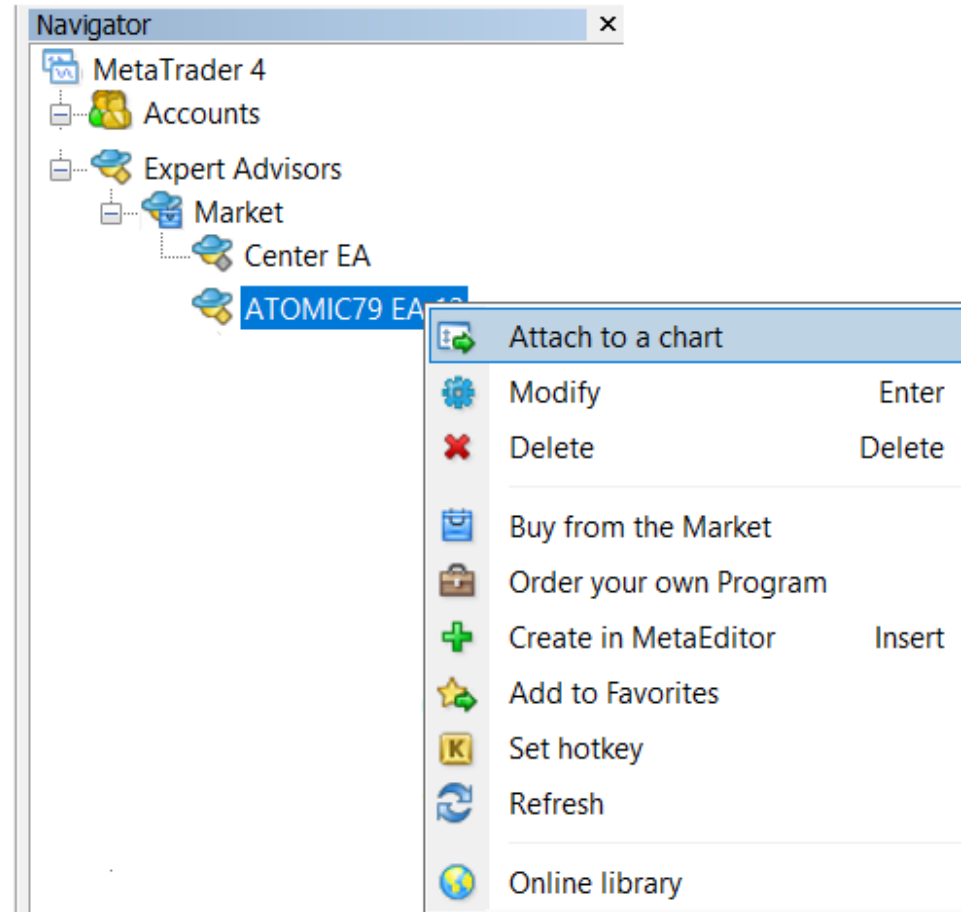 Navigator
MetaTrader 4
Accounts
Expert Advisors
Market
Center EA
ATOMIC79 EA
Attach to a chart
Modify Enter
Delete Delete
Buy from the Market
Order your own Program
Create in MetaEditor Insert
Add to Favorites
Set hotkey
Refresh
Online library